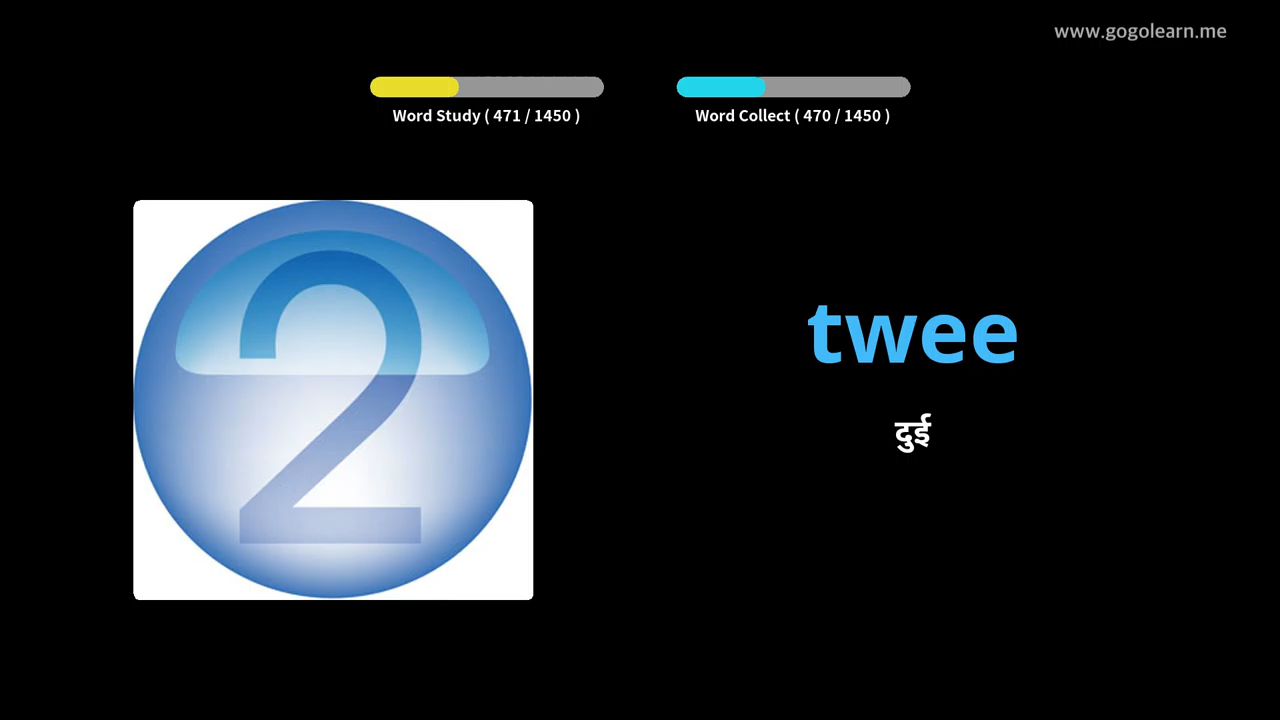 www.gogolearn.me
Word Study ( 471 / 1450 )
Word Collect ( 470 / 1450 )
2
twee
दुई